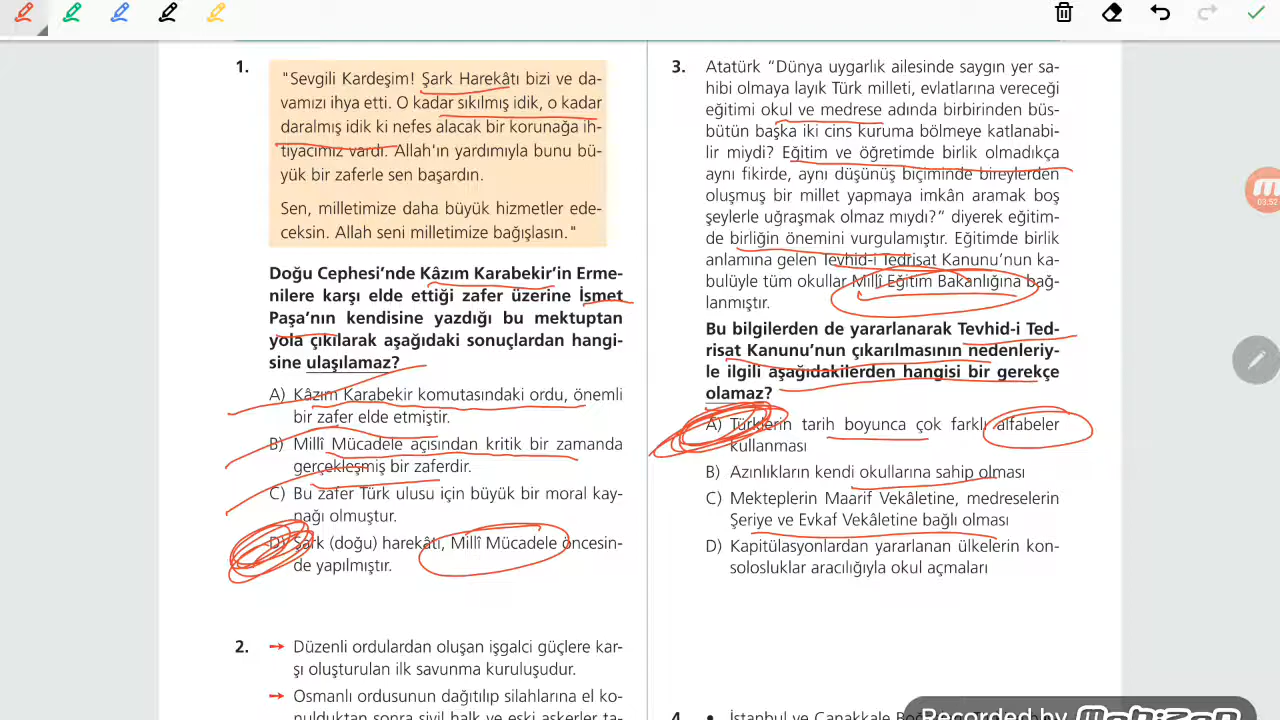 1.
"Sevgili Kardeşim! Şark Harekâtı bizi ve da-
vamızı ihya etti. O kadar sıkılmış idik, o kadar
daralmış idik ki nefes alacak bir korunağa ih-
tiyacımız vardı. Allah'ın yardımıyla bunu bü-
yük bir zaferle sen başardın.
Sen, milletimize daha büyük hizmetler ede-
ceksin. Allah seni milletimize bağışlasın."
Doğu Cephesi’nde Kâzım Karabekir’in Erme-
nilere karşı elde ettiği zafer üzerine İsmet
Paşa’nın kendisine yazdığı bu mektuptan
yola çıkılarak aşağıdaki sonuçlardan hangi-
sine ulaşılamaz?
A) Kâzım Karabekir komutasındaki ordu, önemli
bir zafer elde etmiştir.
B) Millî Mücadele açısından kritik bir zamanda
gerçekleşmiş bir zaferdir.
C) Bu zafer Türk ulusu için büyük bir moral kay-
nağı olmuştur.
D) Şark (doğu) harekâtı, Millî Mücadele öncesin-
de yapılmıştır.
2.
→ Düzenli ordulardan oluşan işgalci güçlere kar-
şı oluşturulan ilk savunma kuruluşudur.
→ Osmanlı ordusunun dağıtılıp silahlarına el ko-
nulduktan sonra sivil halk ve eski askerler ta-
3.
Atatürk “Dünya uygarlık ailesinde saygın yer sa-
hibi olmaya layık Türk milleti, evlatlarına vereceği
eğitimi okul ve medrese adında birbirinden büs-
bütün başka iki cins kuruma bölmeye katlanabi-
lir miydi? Eğitim ve öğretimde birlik olmadıkça
aynı fikirde, aynı düşünüş biçiminde bireylerden
oluşmuş bir millet yapmaya imkân aramak boş
şeylerle uğraşmak olmaz mıydı?” diyerek eğitim-
de birliğin önemini vurgulamıştır. Eğitimde birlik
anlamına gelen Tevhid-i Tedrisat Kanunu’nun ka-
bulüyle tüm okullar Millî Eğitim Bakanlığına bağ-
lanmıştır.
Bu bilgilerden de yararlanarak Tevhid-i Ted-
risat Kanunu’nun çıkarılmasının nedenleriy-
le ilgili aşağıdakilerden hangisi bir gerekçe
olamaz?
A) Türklerin tarih boyunca çok farklı alfabeler
kullanması
B) Azınlıkların kendi okullarına sahip olması
C) Mekteplerin Maarif Vekâletine, medreselerin
Şeriye ve Evkaf Vekâletine bağlı olması
D) Kapitülasyonlardan yararlanan ülkelerin kon-
solosluklar aracılığıyla okul açmaları
4. • İstanbul ve Çanakkale
03:52
Recorded by